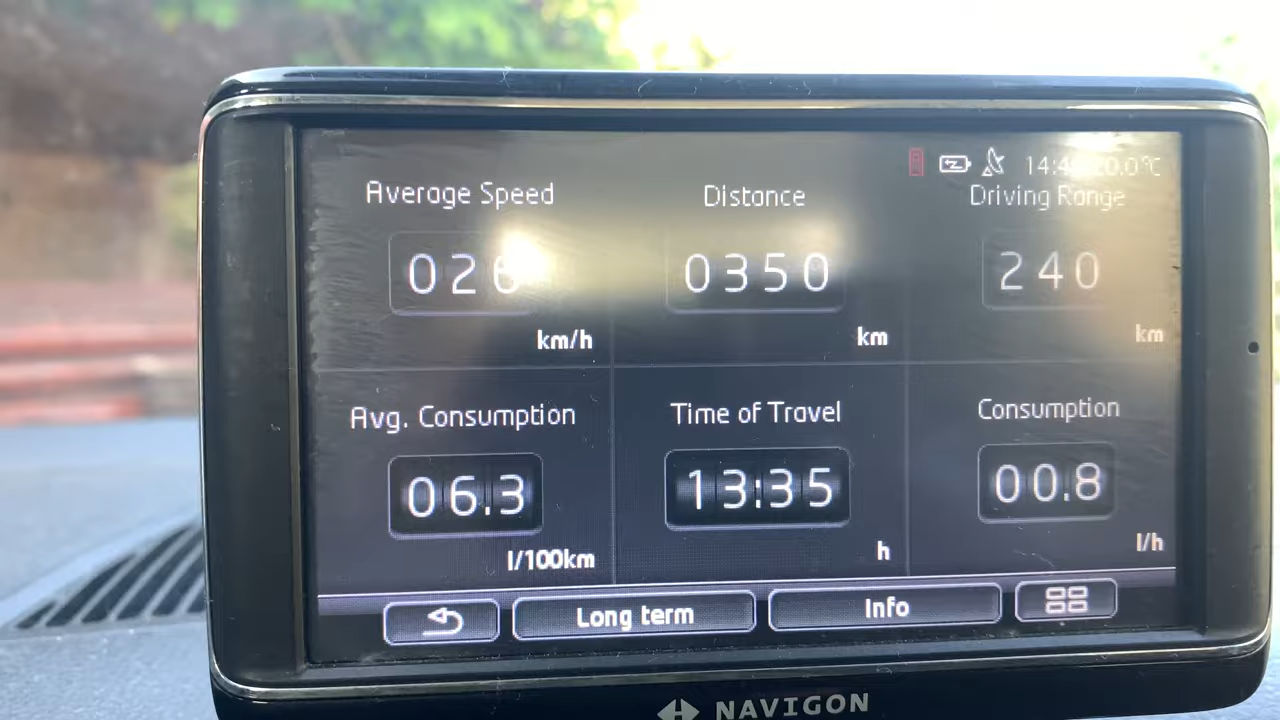 Average Speed
Distance
Driving Range
0350
240
km/h
km
km
Avg. Consumption
Time of Travel
Consumption
06.3
13:35
00.8
l/100km
h
l/h
Long term
Info
NAVIGON